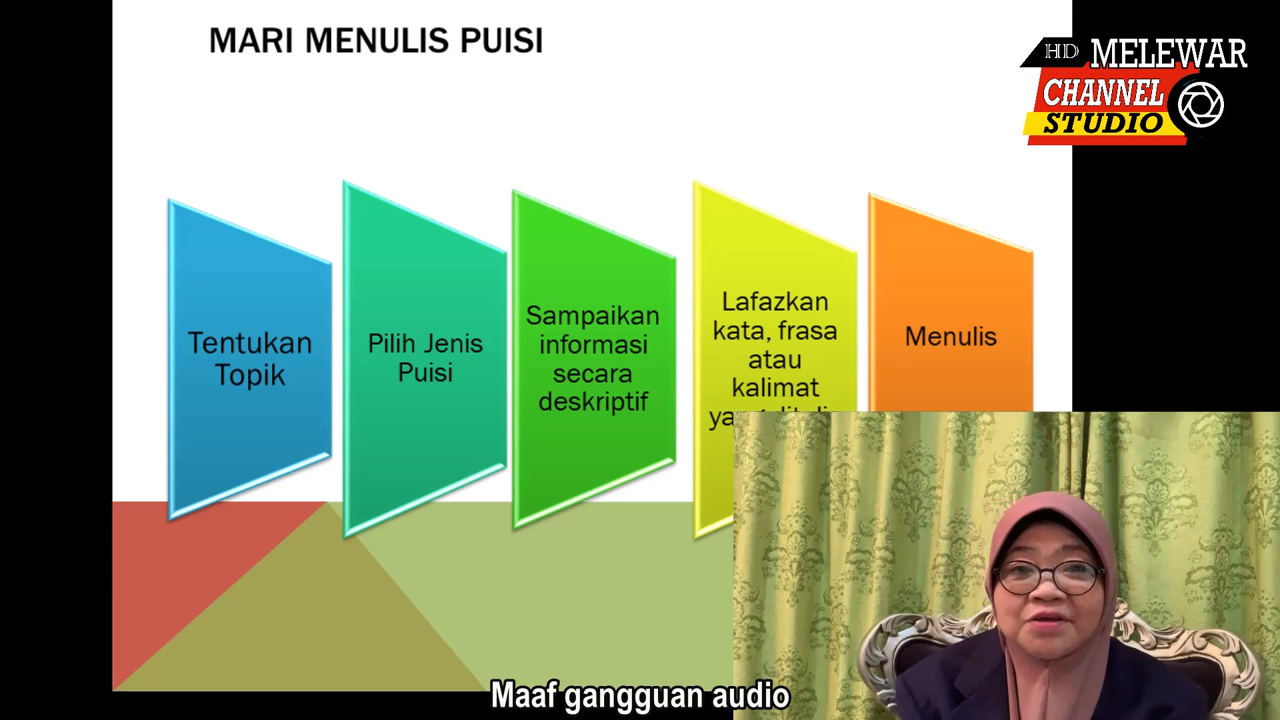 MARI MENULIS PUISI
HD MELEWAR
CHANNEL
STUDIO
Tentukan
Topik
Pilih Jenis
Puisi
Sampaikan
informasi
secara
deskriptif
Lafazkan
kata, frasa
atau
kalimat
Menulis
Maaf gangguan audio